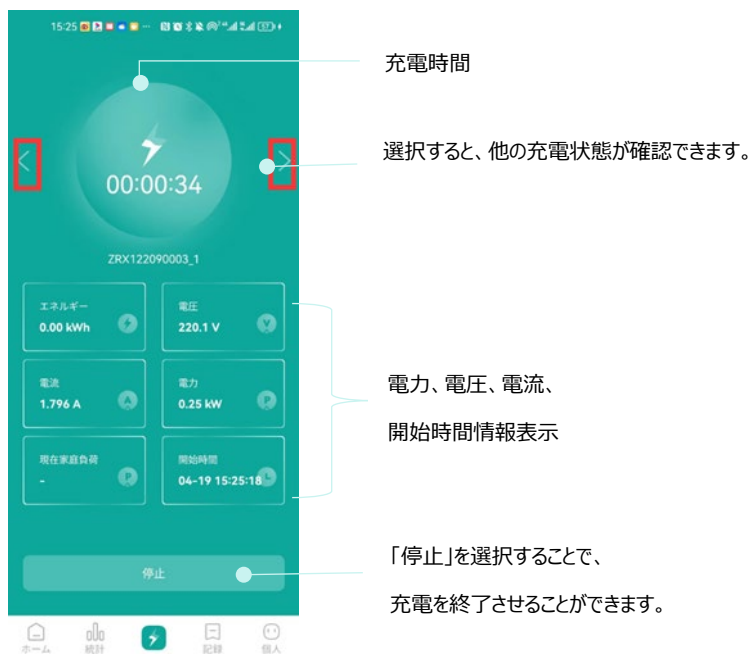 15:25
57
充電時間
選択すると、他の充電状態が確認できます。
00:00:34
ZRX122090003_1
エネルギー
0.00 kWh
電圧
220.1 V
V
電流
1.796 A
A
電力
0.25 kW
P
電力、電圧、電流、
開始時間情報表示
現在家庭負荷
-
P
開始時間
04-19 15:25:18
「停止」を選択することで、
充電を終了させることができます。
停止
ホーム
統計
記録
個人